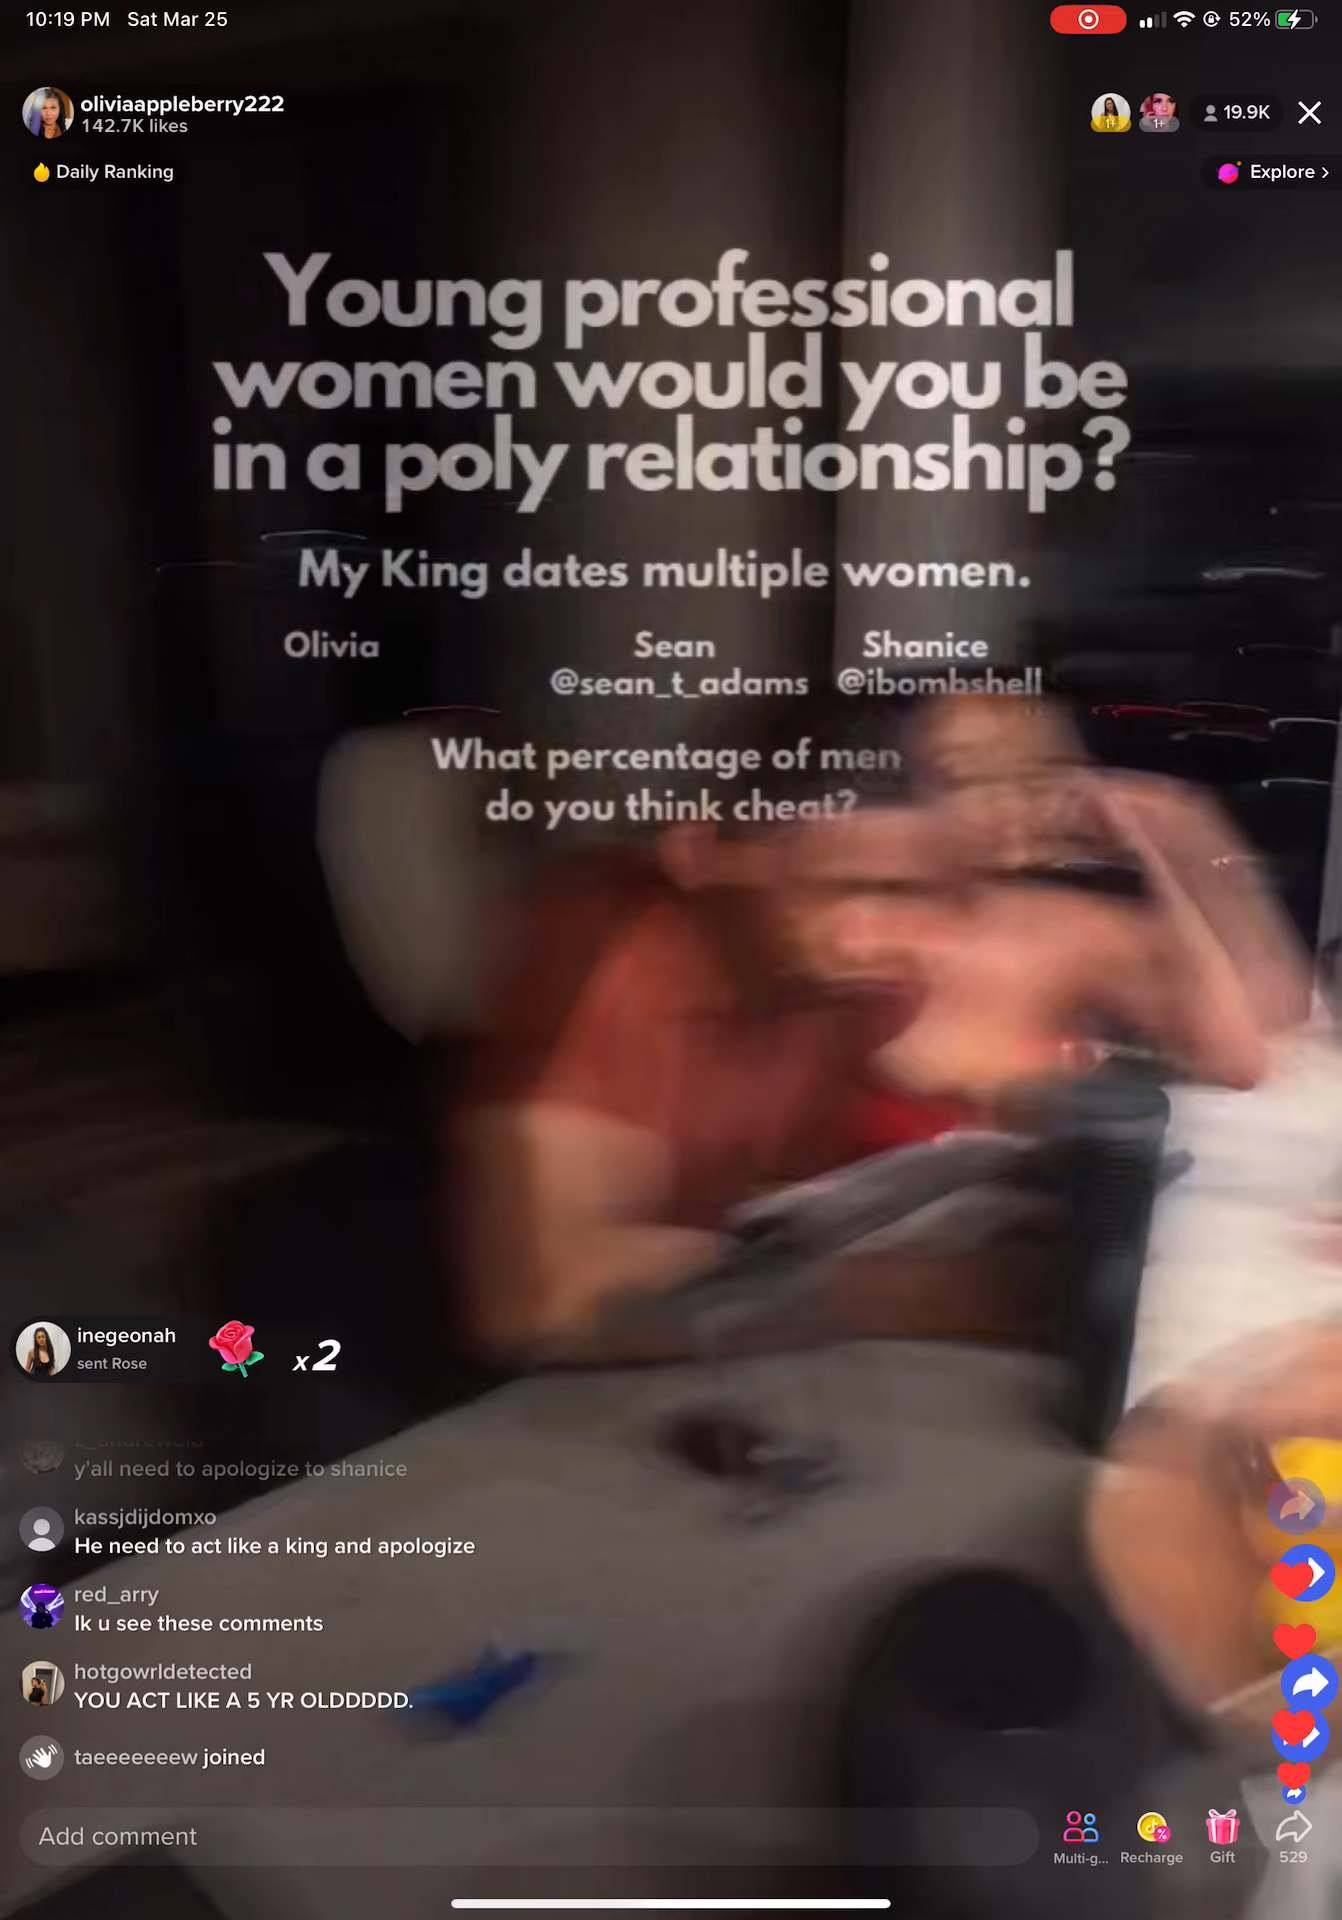 10:19 PM Sat Mar 25
52%
oliviaappleberry222
142.7K likes
1+
1+
19.9K
Daily Ranking
Explore >
Young professional
women would you be
in a poly relationship?
My King dates multiple women.
Olivia Sean Shanice
@sean_t_adams @ibombshell
What percentage of men
do you think cheat?
inegeonah
sent Rose
x2
y'all need to apologize to shanice
kassjdijdomxo
He need to act like a king and apologize
red_arry
Ik u see these comments
hotgowrldetected
YOU ACT LIKE A 5 YR OLDDDDD.
taeeeeeeew joined
Add comment
Multi-g...
Recharge
Gift
529